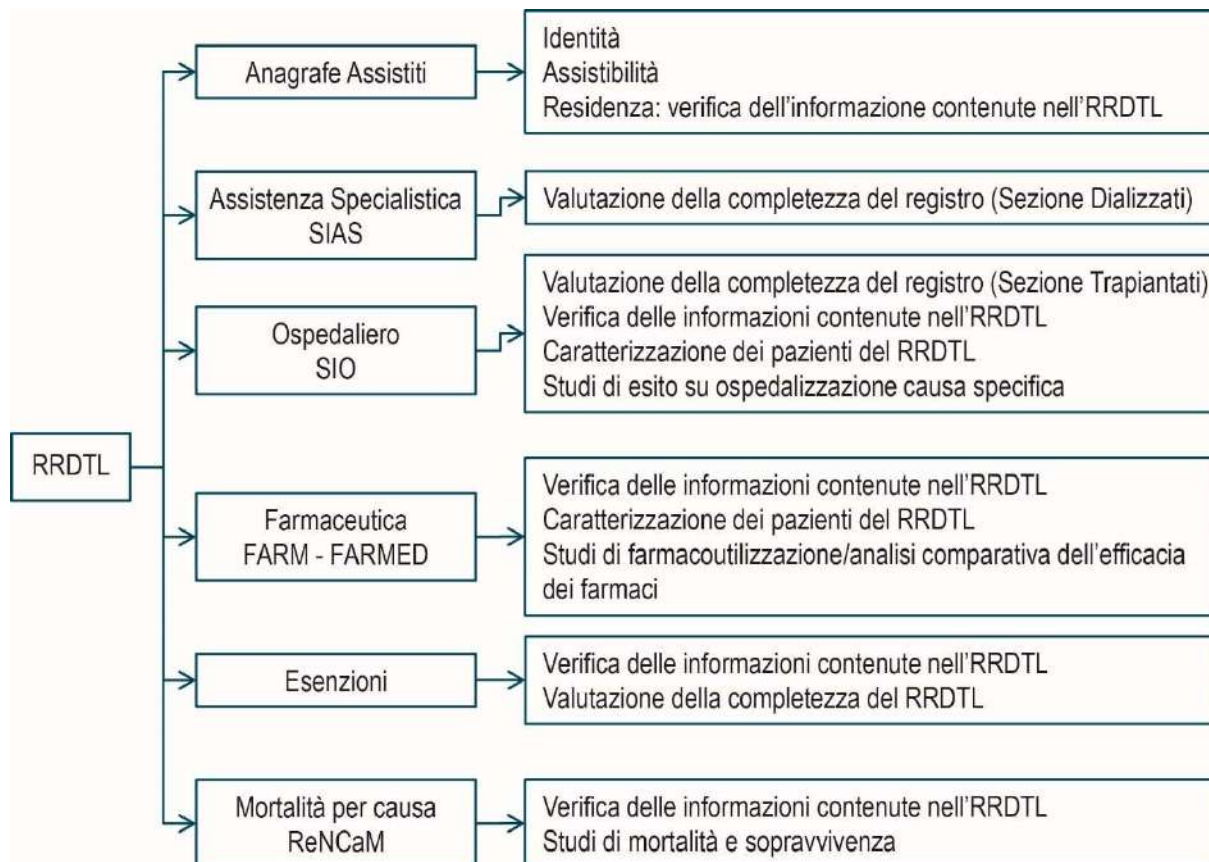 RRDTL
Anagrafe Assistiti
Identità
Assistibilità
Residenza: verifica dell'informazione contenute nell'RRDTL
Assistenza Specialistica
SIAS
Valutazione della completezza del registro (Sezione Dializzati)
Ospedaliero
SIO
Valutazione della completezza del registro (Sezione Trapiantati)
Verifica delle informazioni contenute nell'RRDTL
Caratterizzazione dei pazienti del RRDTL
Studi di esito su ospedalizzazione causa specifica
Farmaceutica
FARM - FARMED
Verifica delle informazioni contenute nell'RRDTL
Caratterizzazione dei pazienti del RRDTL
Studi di farmacoutilizzazione/analisi comparativa dell'efficacia
dei farmaci
Esenzioni
Verifica delle informazioni contenute nell'RRDTL
Valutazione della completezza del RRDTL
Mortalità per causa
ReNCaM
Verifica delle informazioni contenute nell'RRDTL
Studi di mortalità e sopravvivenza